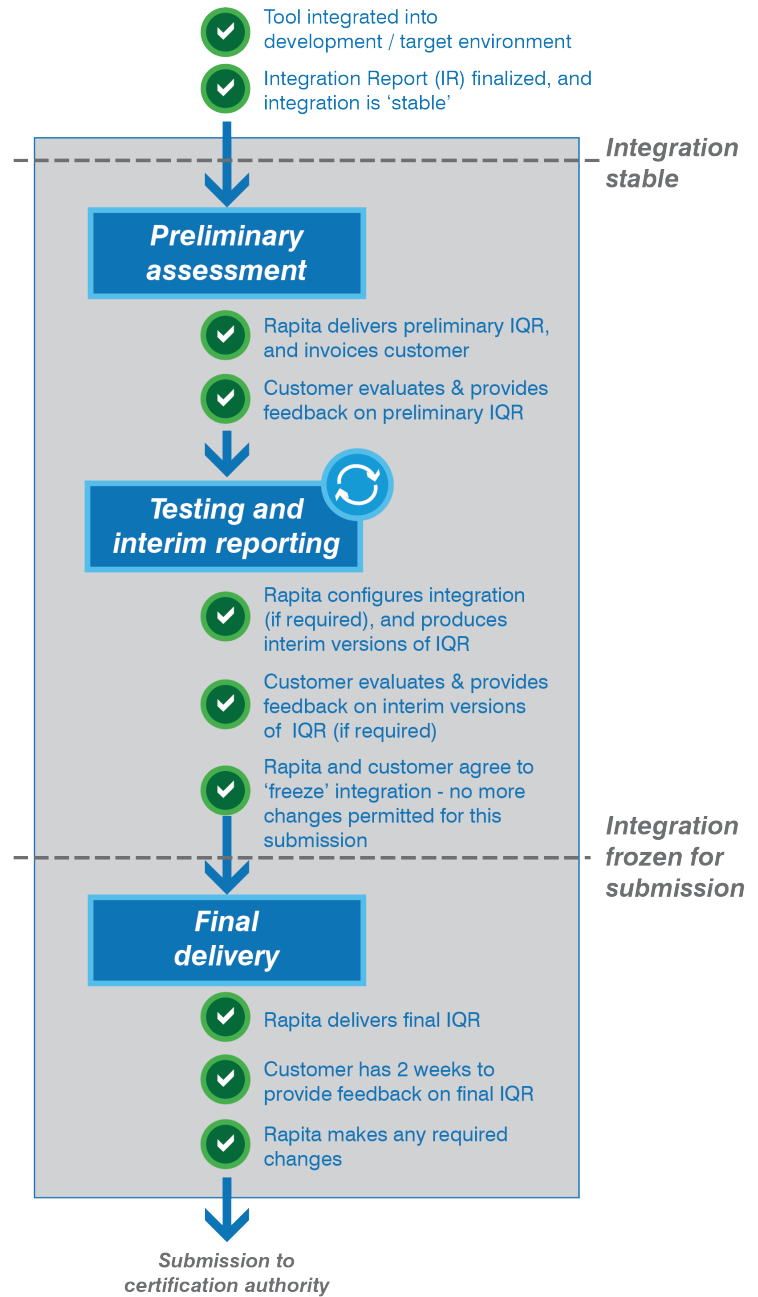 Tool integrated into
development / target environment
Integration Report (IR) finalized, and
integration is ‘stable’
Integration
stable
Preliminary
assessment
Rapita delivers preliminary IQR,
and invoices customer
Customer evaluates & provides
feedback on preliminary IQR
Testing and
interim reporting
Rapita configures integration
(if required), and produces
interim versions of IQR
Customer evaluates & provides
feedback on interim versions
of  IQR (if required)
Rapita and customer agree to
‘freeze’ integration - no more
changes permitted for this
submission
Integration
frozen for
submission
Final
delivery
Rapita delivers final IQR
Customer has 2 weeks to
provide feedback on final IQR
Rapita makes any required
changes
Submission to
certification authority